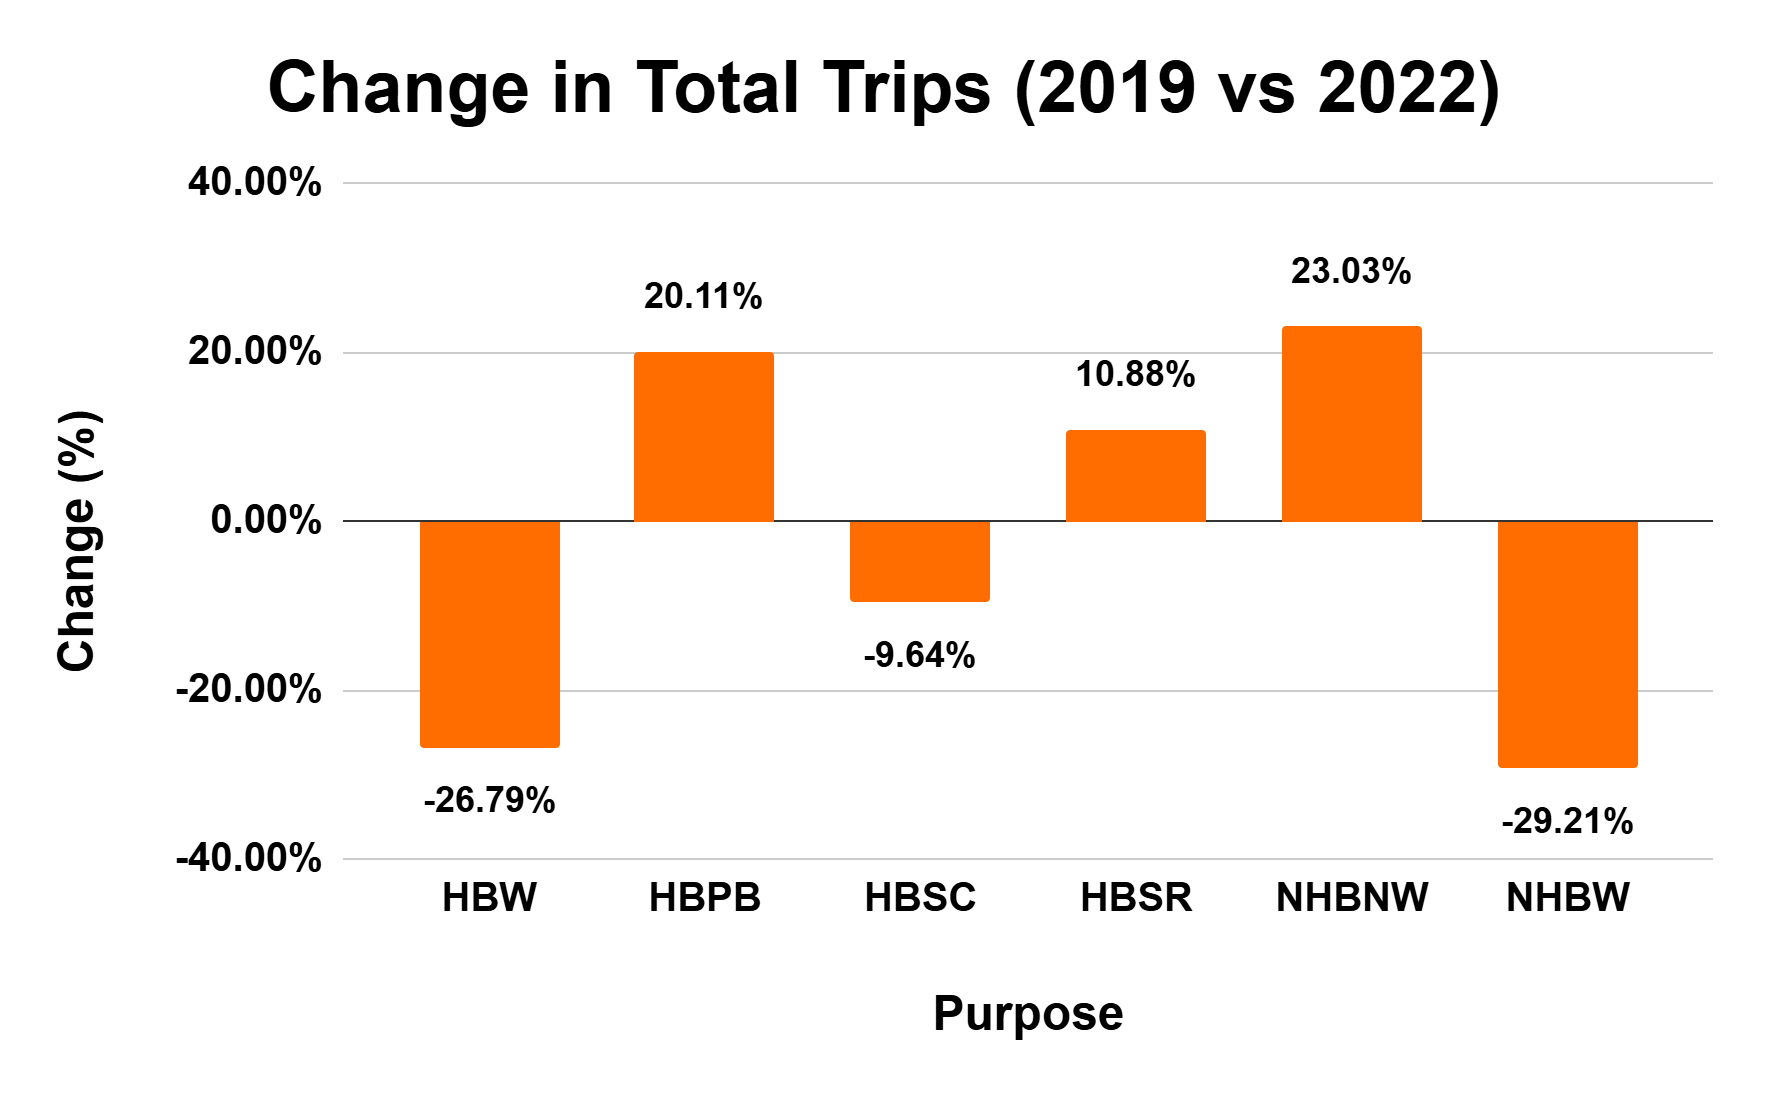 Change in Total Trips (2019 vs 2022)
40.00%
20.00%
0.00%
-20.00%
-40.00%
Change (%)
-26.79%
20.11%
-9.64%
10.88%
23.03%
-29.21%
HBW
HBPB
HBSC
HBSR
NHBNW
NHBW
Purpose